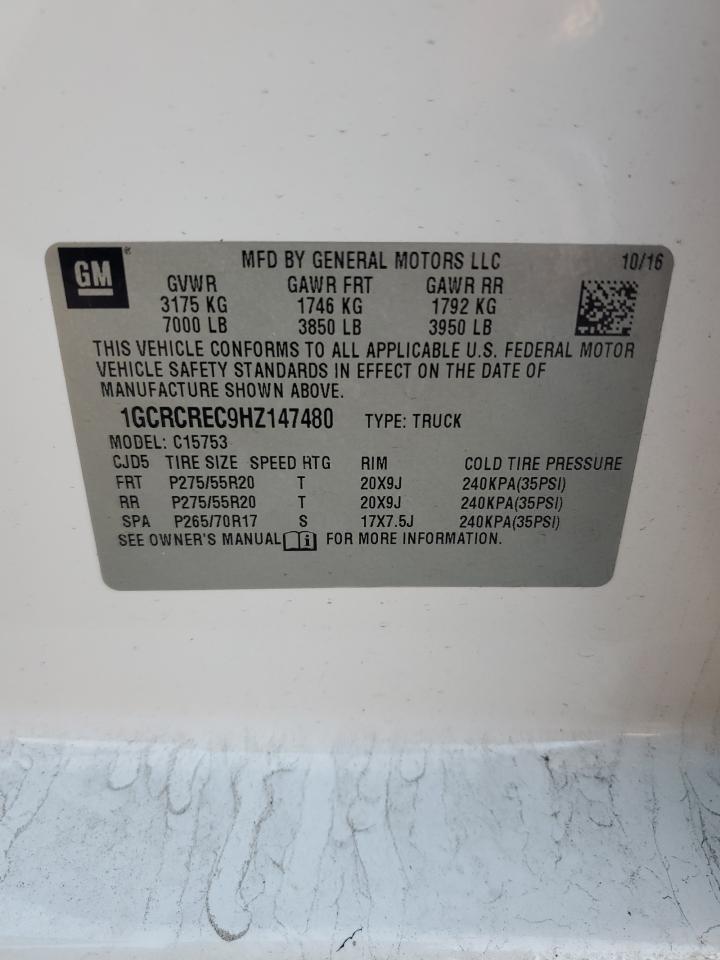 GM ®
MFD BY GENERAL MOTORS LLC 10/16
GVWR GAWR FRT GAWR RR
3175 KG 1746 KG 1792 KG
7000 LB 3850 LB 3950 LB
THIS VEHICLE CONFORMS TO ALL APPLICABLE U.S. FEDERAL MOTOR
VEHICLE SAFETY STANDARDS IN EFFECT ON THE DATE OF
MANUFACTURE SHOWN ABOVE.
1GCRCREC9HZ147480 TYPE: TRUCK
MODEL: C15753
CJD5 TIRE SIZE SPEED RTG RIM COLD TIRE PRESSURE
FRT P275/55R20 T 20X9J 240KPA(35PSI)
RR P275/55R20 T 20X9J 240KPA(35PSI)
SPA P265/70R17 S 17X7.5J 240KPA(35PSI)
SEE OWNER'S MANUAL i FOR MORE INFORMATION.